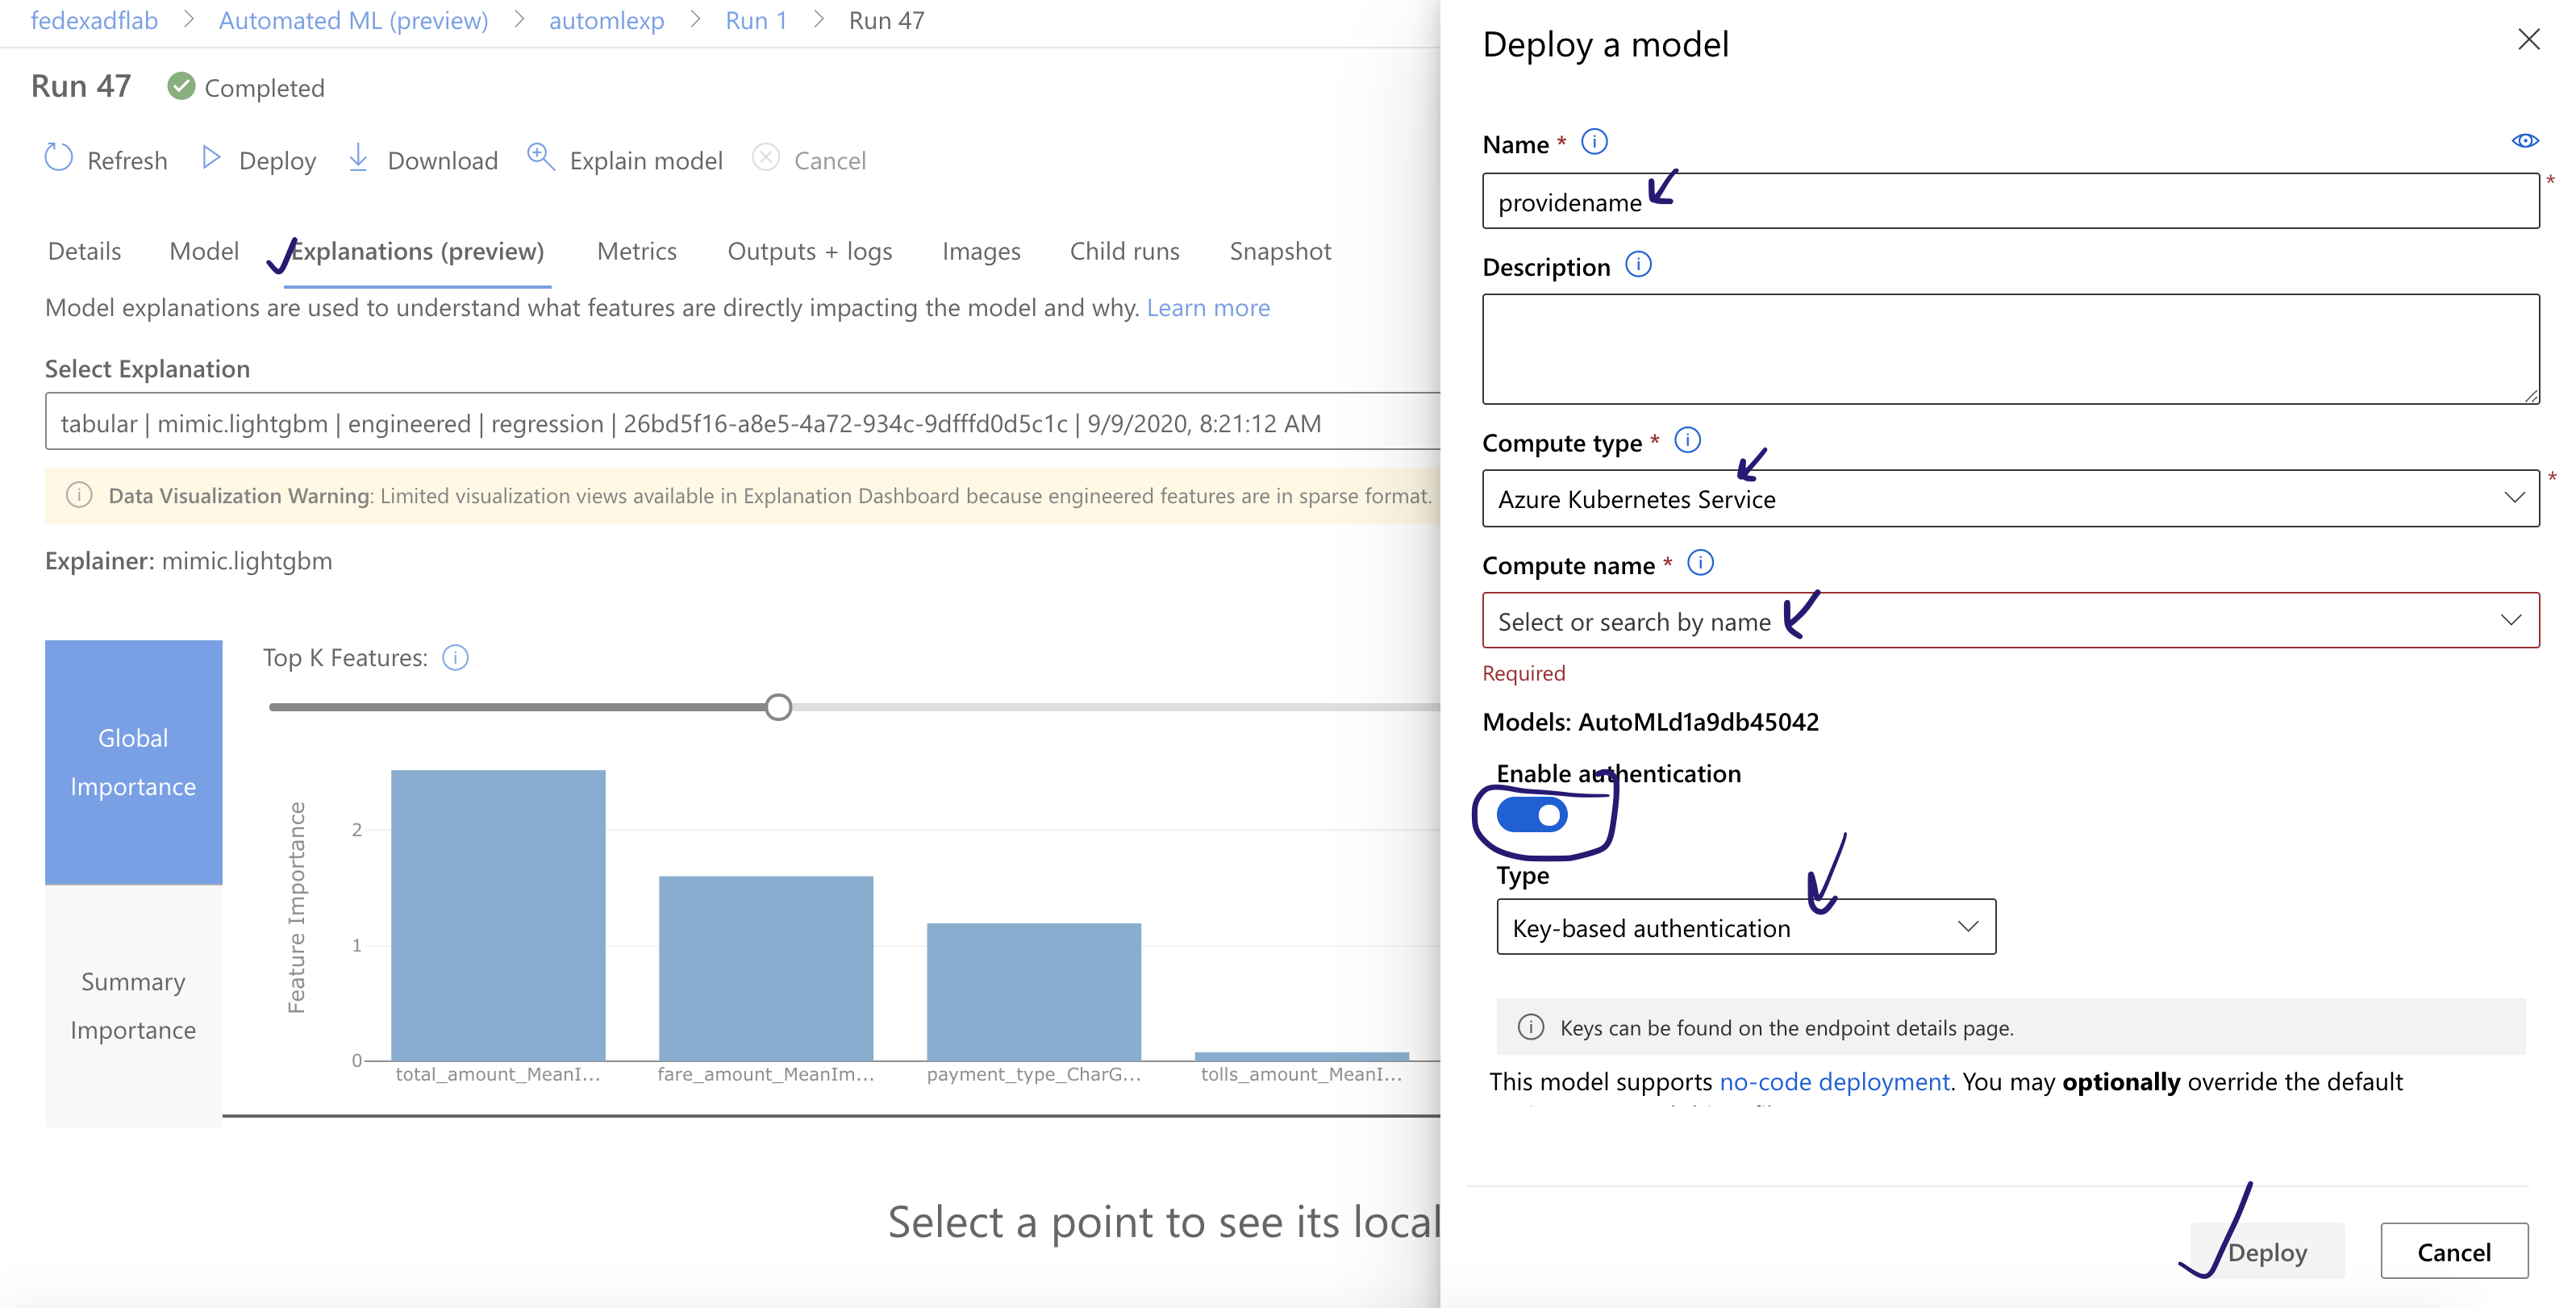 fedexadflab > Automated ML (preview) > automlexp > Run 1 > Run 47
Run 47 Completed
Refresh Deploy Download Explain model Cancel
Details Model Explanations (preview) Metrics Outputs + logs Images Child runs Snapshot
Model explanations are used to understand what features are directly impacting the model and why. Learn more
Select Explanation
tabular | mimic.lightgbm | engineered | regression | 26bd5f16-a8e5-4a72-934c-9dfffd0d5c1c | 9/9/2020, 8:21:12 AM
Data Visualization Warning: Limited visualization views available in Explanation Dashboard because engineered features are in sparse format.
Explainer: mimic.lightgbm
Global
Importance
Summary
Importance
Top K Features:
Feature Importance
2
1
0
total_amount_MeanI...
fare_amount_MeanIm...
payment_type_CharG...
tolls_amount_MeanI...
Select a point to see its local
Deploy a model
Name *
providename
*
Description
Compute type *
Azure Kubernetes Service
*
Compute name *
Select or search by name
Required
Models: AutoMLd1a9db45042
Enable authentication
Type
Key-based authentication
Keys can be found on the endpoint details page.
This model supports no-code deployment. You may optionally override the default
Deploy
Cancel